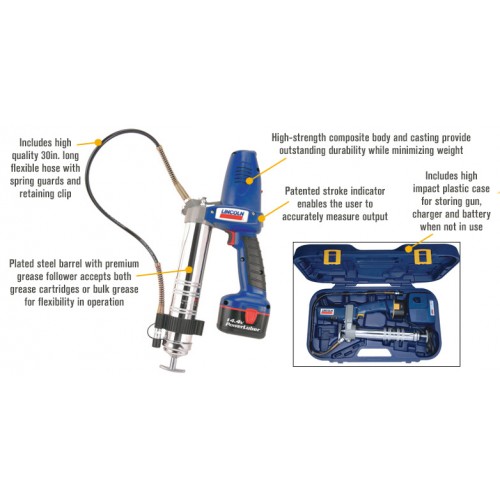 Includes high
quality 30in. long
flexible hose with
spring guards and
retaining clip
High-strength composite body and casting provide
outstanding durability while minimizing weight
Patented stroke indicator
enables the user to
accurately measure output
Includes high
impact plastic case
for storing gun,
charger and battery
when not in use
Plated steel barrel with premium
grease follower accepts both
grease cartridges or bulk grease
for flexibility in operation
LINCOLN
14.4v
PowerLuber